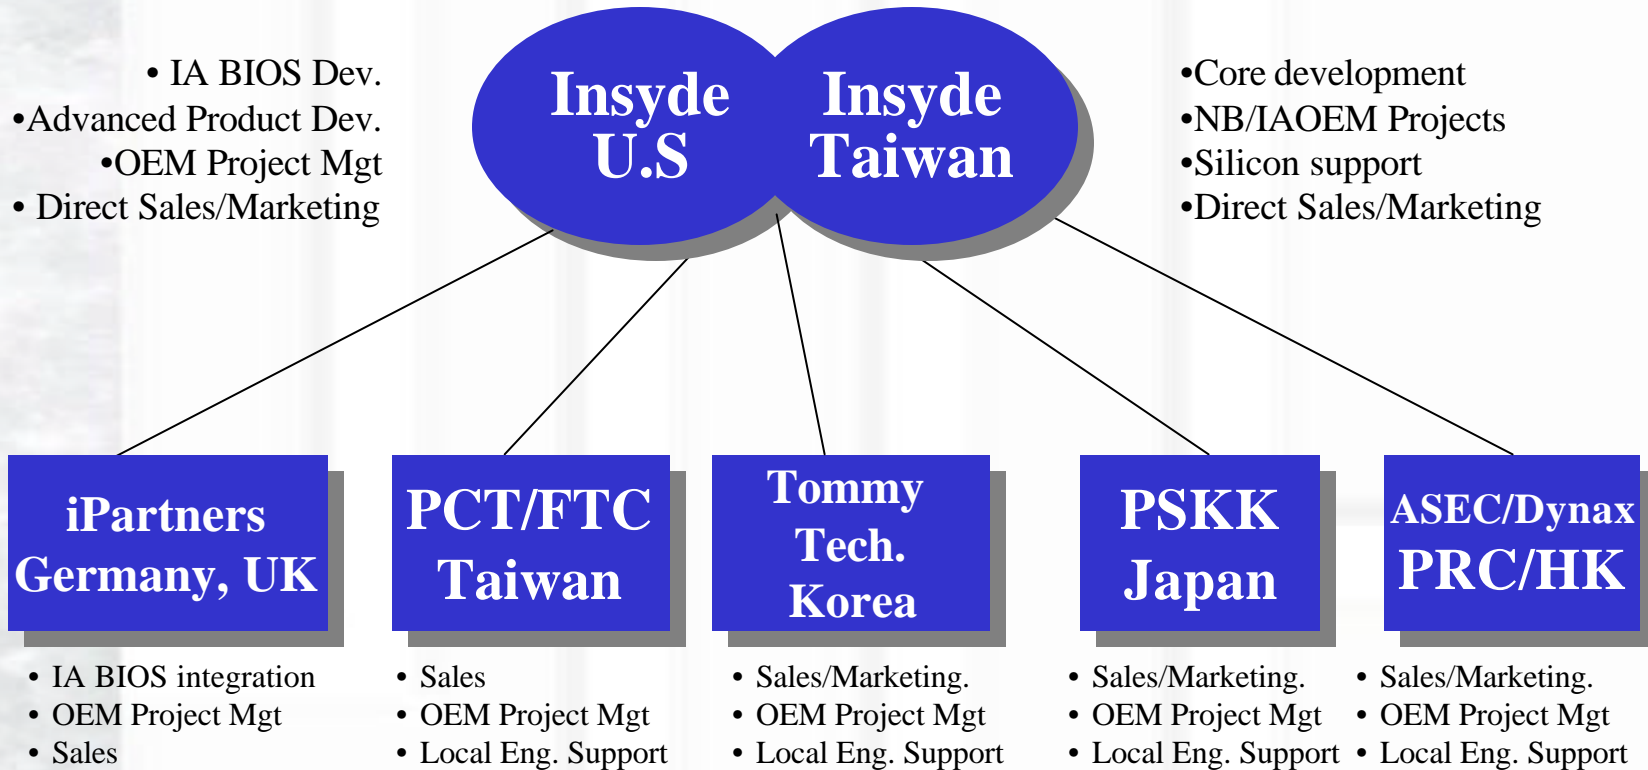 • IA BIOS Dev.
•Advanced Product Dev.
•OEM Project Mgt
• Direct Sales/Marketing
Insyde
U.S
Insyde
Taiwan
•Core development
•NB/IAOEM Projects
•Silicon support
•Direct Sales/Marketing
iPartners
Germany, UK
PCT/FTC
Taiwan
Tommy
Tech.
Korea
PSKK
Japan
ASEC/Dynax
PRC/HK
• IA BIOS integration
• OEM Project Mgt
• Sales
• Sales
• OEM Project Mgt
• Local Eng. Support
• Sales/Marketing.
• OEM Project Mgt
• Local Eng. Support
• Sales/Marketing.
• OEM Project Mgt
• Local Eng. Support
• Sales/Marketing.
• OEM Project Mgt
• Local Eng. Support